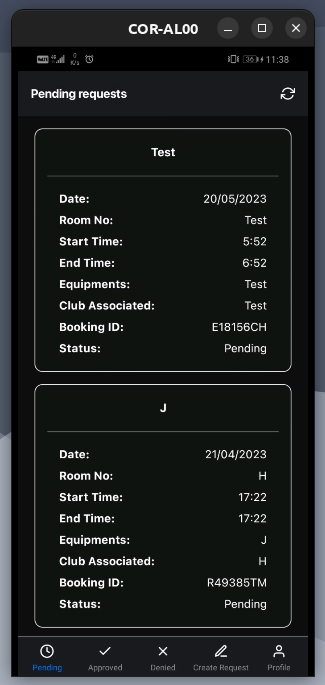 COR-AL00
0
K/s
36
11:38
Pending requests
Test
Date: 20/05/2023
Room No: Test
Start Time: 5:52
End Time: 6:52
Equipments: Test
Club Associated: Test
Booking ID: E18156CH
Status: Pending
J
Date: 21/04/2023
Room No: H
Start Time: 17:22
End Time: 17:22
Equipments: J
Club Associated: H
Booking ID: R49385TM
Status: Pending
Pending Approved Denied Create Request Profile